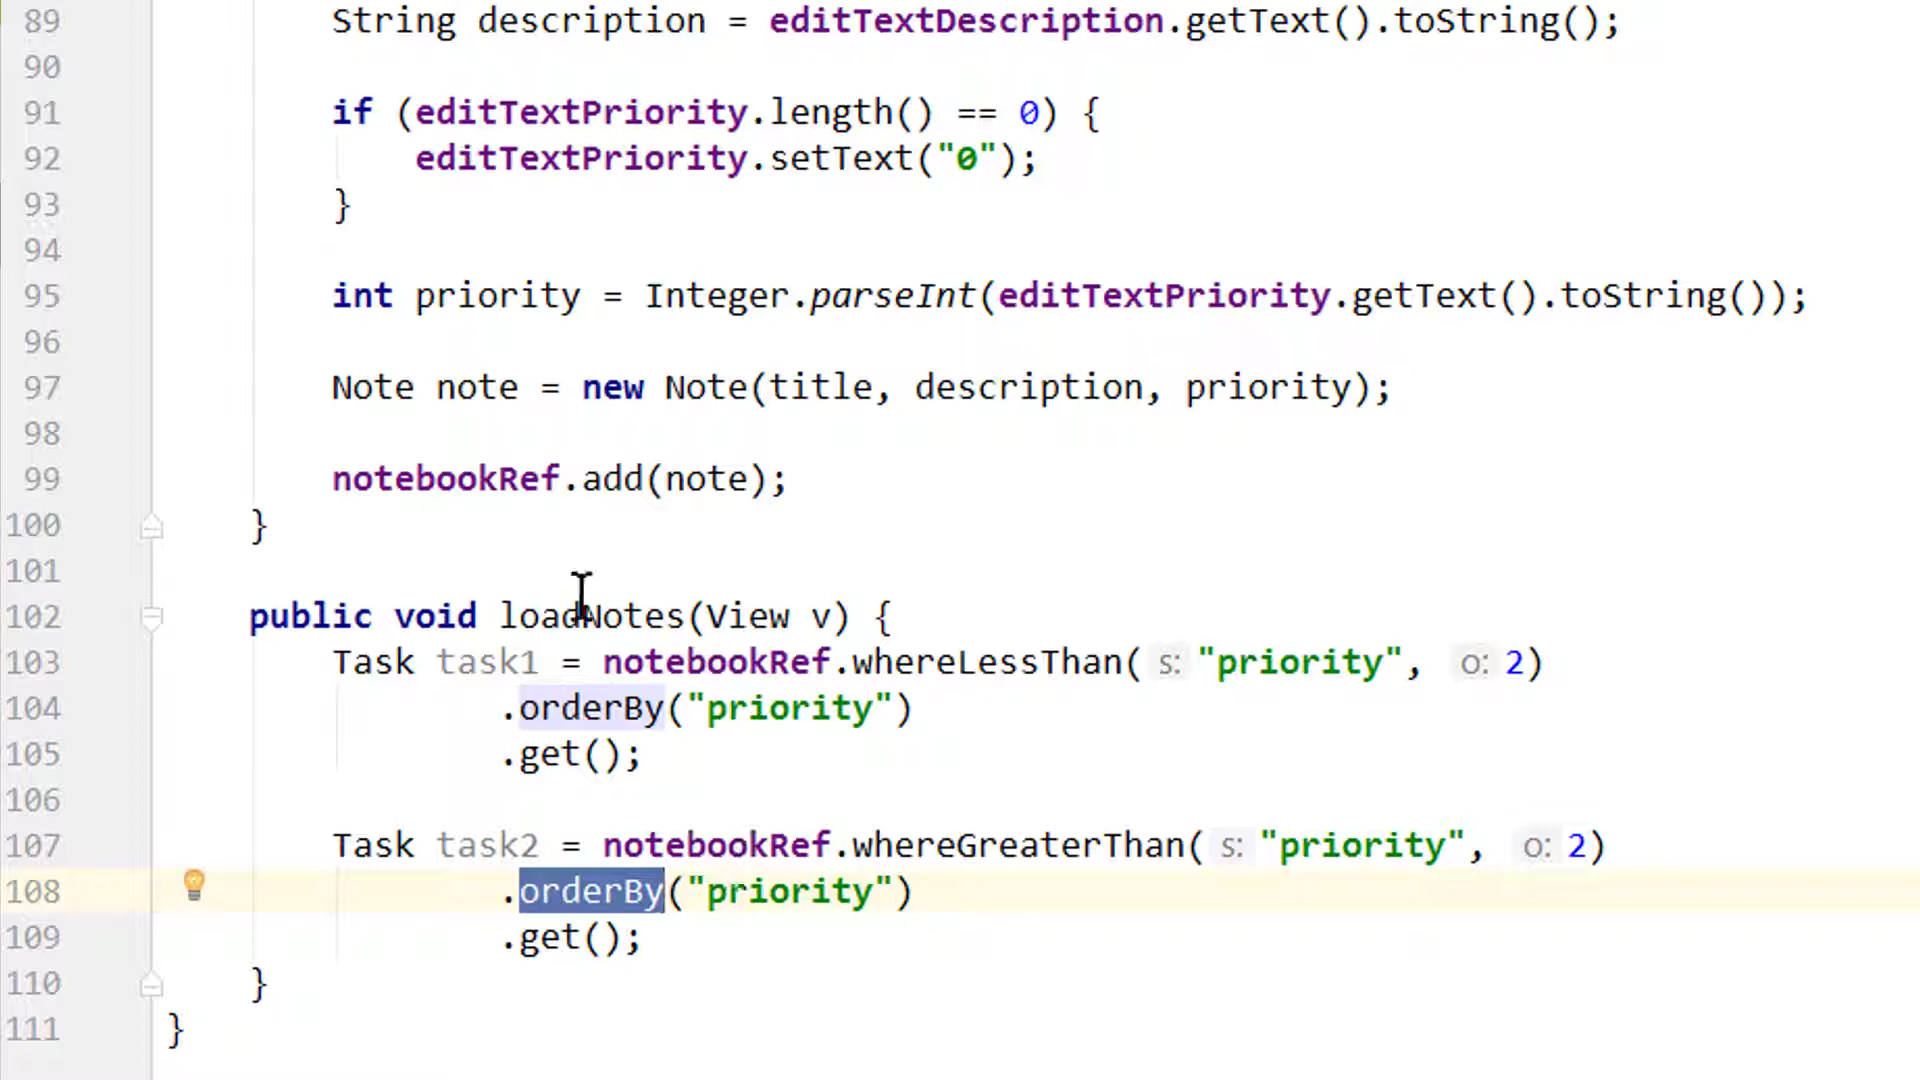 89 String description = editTextDescription.getText().toString();
90
91 if (editTextPriority.length() == 0) {
92 editTextPriority.setText("0");
93 }
94
95 int priority = Integer.parseInt(editTextPriority.getText().toString());
96
97 Note note = new Note(title, description, priority);
98
99 notebookRef.add(note);
100 }
101
102 public void loadNotes(View v) {
103 Task task1 = notebookRef.whereLessThan( s: "priority", o: 2)
104 .orderBy("priority")
105 .get();
106
107 Task task2 = notebookRef.whereGreaterThan( s: "priority", o: 2)
108 .orderBy("priority")
109 .get();
110 }
111 }